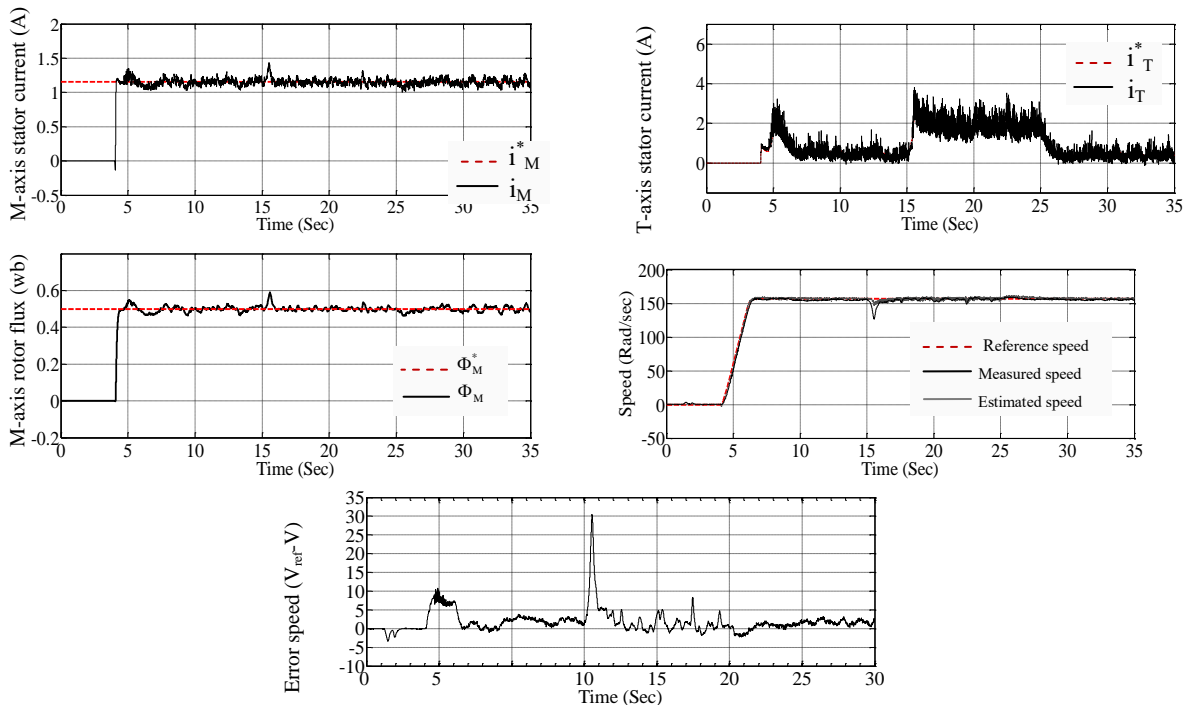 M-axis stator current (A)
2
1.5
1
0.5
0
-0.5
0 5 10 15 20 25 30 35
Time (Sec)
i*M
iM
T-axis stator current (A)
6
4
2
0
0 5 10 15 20 25 30 35
Time (Sec)
i*T
iT
M-axis rotor flux (wb)
0.6
0.4
0.2
0
-0.2
0 5 10 15 20 25 30 35
Time (Sec)
Φ*M
ΦM
Speed (Rad/sec)
200
150
100
50
0
-50
0 5 10 15 20 25 30 35
Time (Sec)
Reference speed
Measured speed
Estimated speed
Error speed (Vref-V)
35
30
25
20
15
10
5
0
-5
-10
0 5 10 15 20 30
Time (Sec)